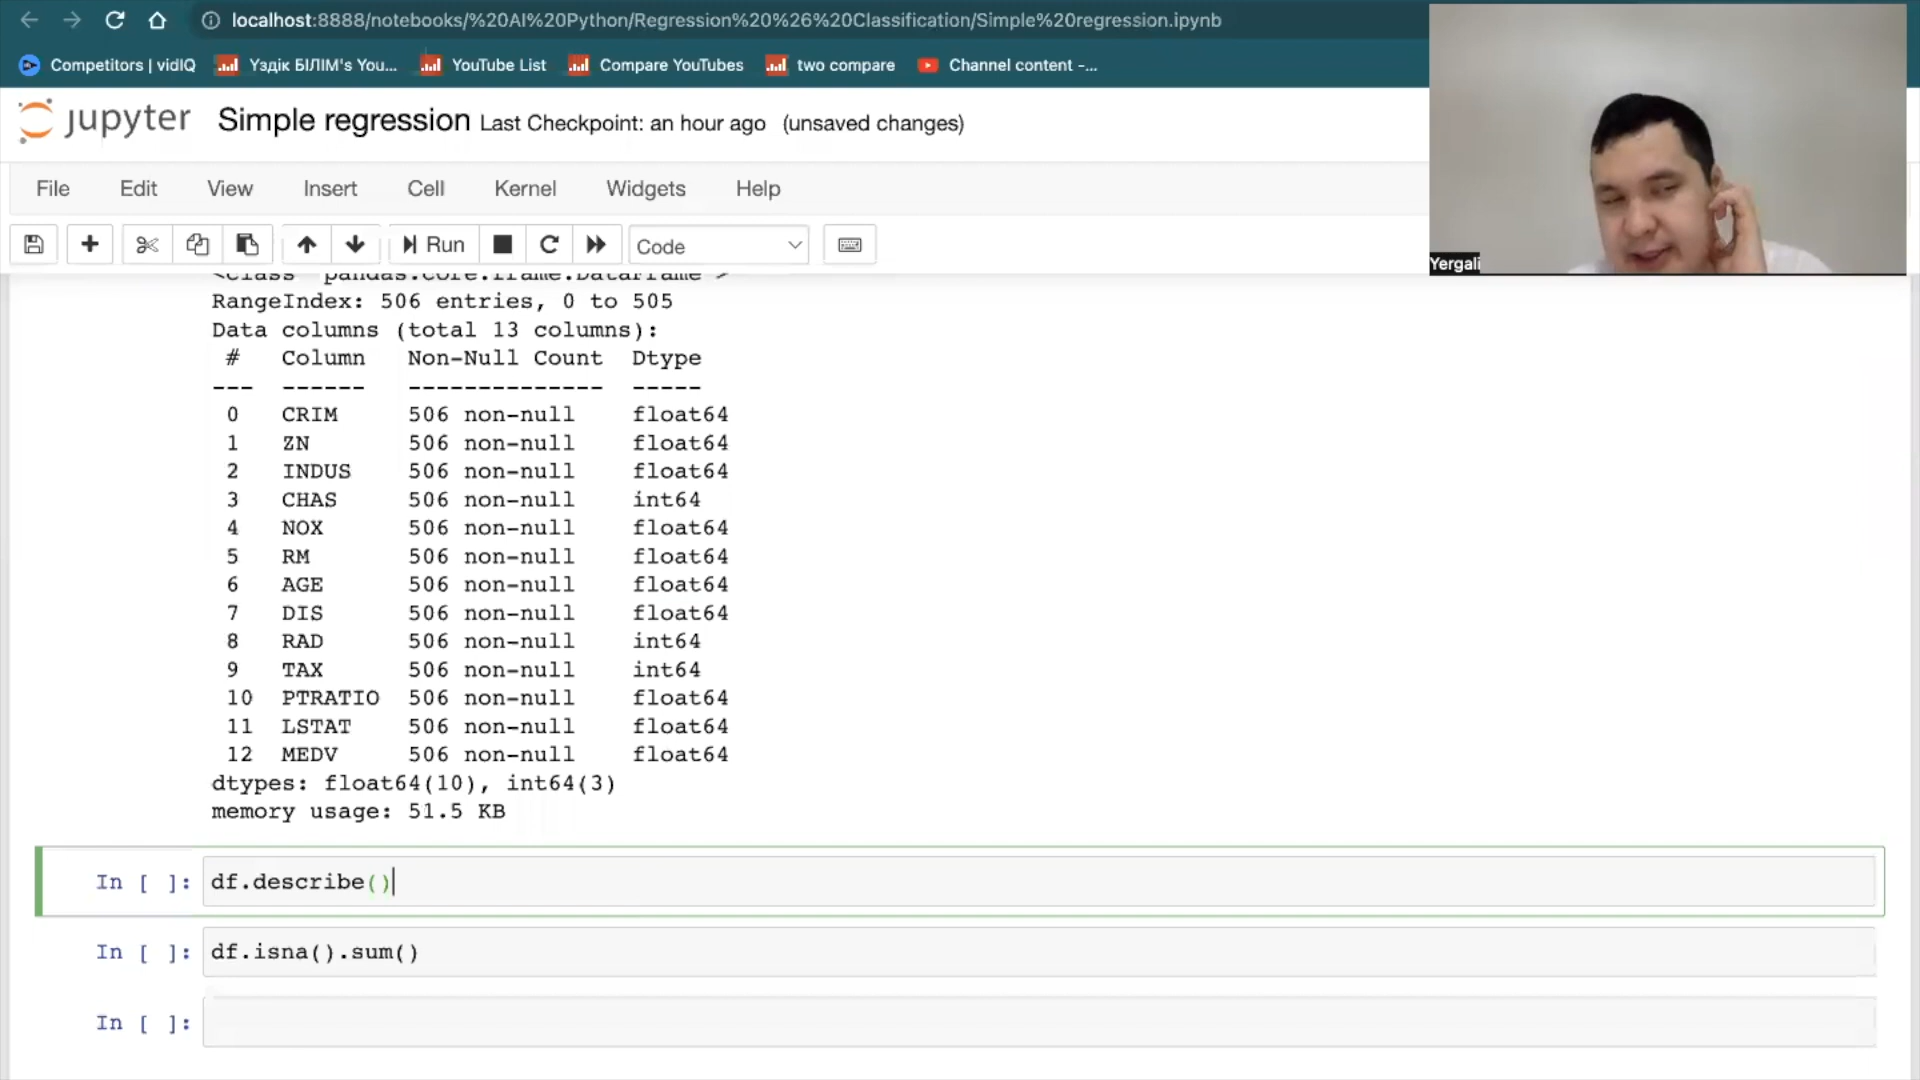 localhost:8888/notebooks/%20AI%20Python/Regression%20%26%20Classification/Simple%20regression.ipynb
Competitors | vidIQ Үздік БІЛІМ's You... YouTube List Compare YouTubes two compare Channel content -...
jupyter Simple regression Last Checkpoint: an hour ago (unsaved changes)
File Edit View Insert Cell Kernel Widgets Help
Run Code
Yergali
<class 'pandas.core.frame.DataFrame'>
RangeIndex: 506 entries, 0 to 505
Data columns (total 13 columns):
# Column Non-Null Count Dtype
--- ------ -------------- -----
0 CRIM 506 non-null float64
1 ZN 506 non-null float64
2 INDUS 506 non-null float64
3 CHAS 506 non-null int64
4 NOX 506 non-null float64
5 RM 506 non-null float64
6 AGE 506 non-null float64
7 DIS 506 non-null float64
8 RAD 506 non-null int64
9 TAX 506 non-null int64
10 PTRATIO 506 non-null float64
11 LSTAT 506 non-null float64
12 MEDV 506 non-null float64
dtypes: float64(10), int64(3)
memory usage: 51.5 KB
In [ ]: df.describe()
In [ ]: df.isna().sum()
In [ ]: